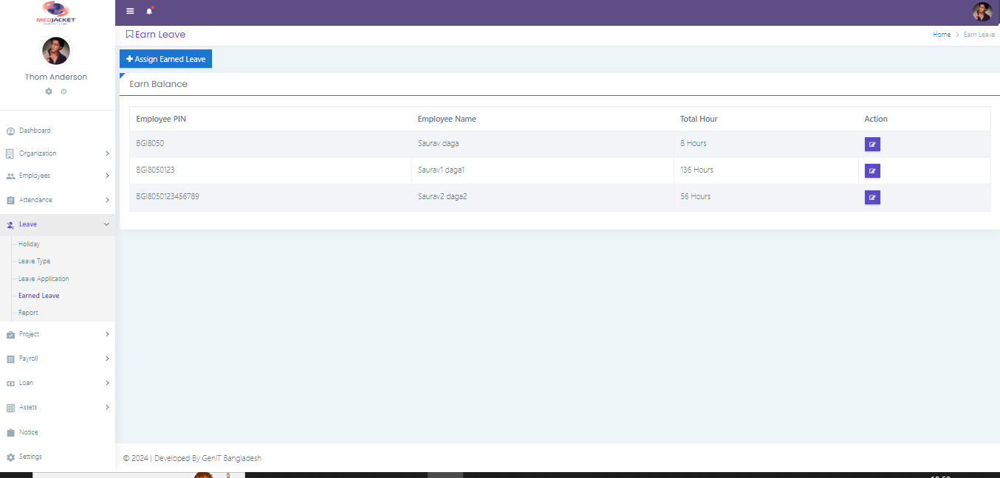 MEDJACKET
Thom Anderson
Dashboard
Organization
Employees
Attendance
Leave
Holiday
Leave Type
Leave Application
Earned Leave
Report
Project
Payroll
Loan
Assets
Notice
Settings
Earn Leave
Home > Earn Leave
Assign Earned Leave
Earn Balance
Employee PIN Employee Name Total Hour Action
BGI8050 Saurav daga 8 Hours
BGI8050123 Saurav1 daga1 136 Hours
BGI8050123456789 Saurav2 daga2 56 Hours
© 2024 | Developed By GenIT Bangladesh